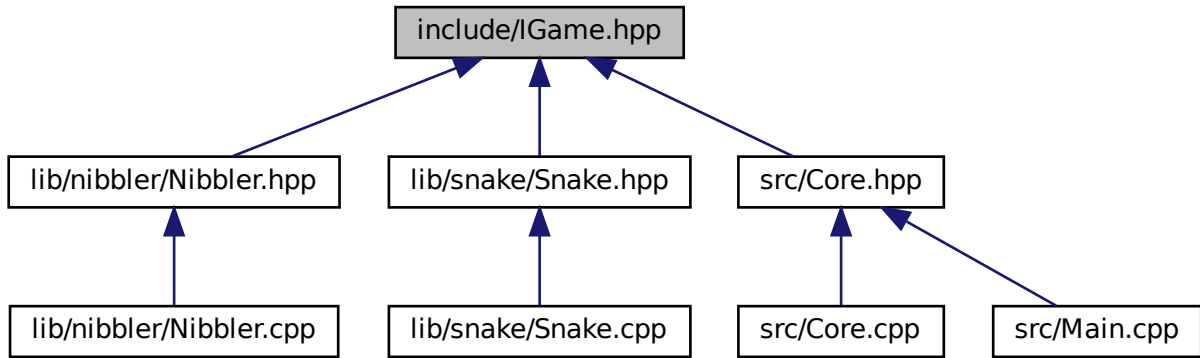 include/IGame.hpp
lib/nibbler/Nibbler.hpp
lib/snake/Snake.hpp
src/Core.hpp
lib/nibbler/Nibbler.cpp
lib/snake/Snake.cpp
src/Core.cpp
src/Main.cpp